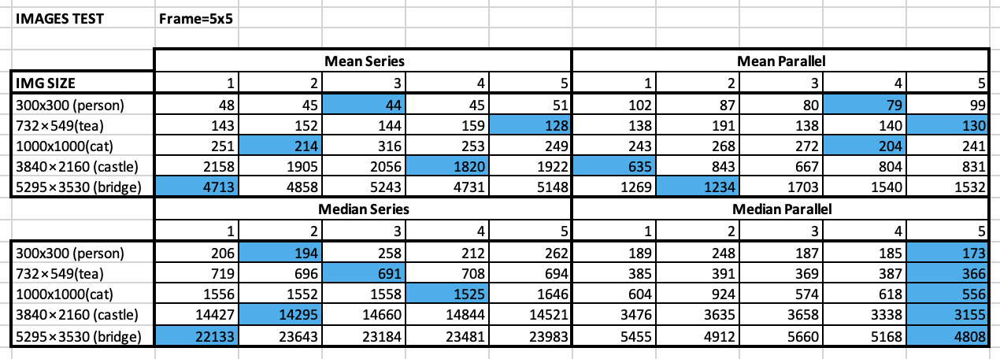 IMAGES TEST Frame=5x5
Mean Series Mean Parallel
IMG SIZE 1 2 3 4 5 1 2 3 4 5
300x300 (person) 48 45 44 45 51 102 87 80 79 99
732×549(tea) 143 152 144 159 128 138 191 138 140 130
1000x1000(cat) 251 214 316 253 249 243 268 272 204 241
3840×2160 (castle) 2158 1905 2056 1820 1922 635 843 667 804 831
5295×3530 (bridge) 4713 4858 5243 4731 5148 1269 1234 1703 1540 1532
Median Series Median Parallel
1 2 3 4 5 1 2 3 4 5
300x300 (person) 206 194 258 212 262 189 248 187 185 173
732×549(tea) 719 696 691 708 694 385 391 369 387 366
1000x1000(cat) 1556 1552 1558 1525 1646 604 924 574 618 556
3840×2160 (castle) 14427 14295 14660 14844 14521 3476 3635 3658 3338 3155
5295×3530 (bridge) 22133 23643 23184 23481 23983 5455 4912 5660 5168 4808